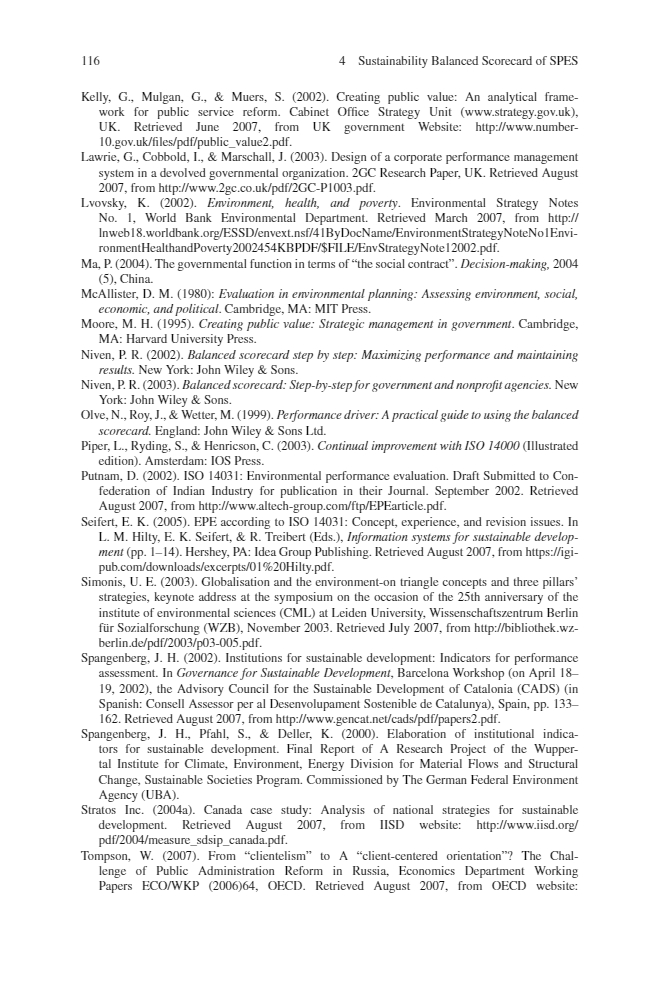 116
4 Sustainability Balanced Scorecard of SPES
Kelly, G., Mulgan, G., & Muers, S. (2002). Creating public value: An analytical frame-
work for public service reform. Cabinet Office Strategy Unit (www.strategy.gov.uk),
UK. Retrieved June 2007, from UK government Website: http://www.number-
10.gov.uk/files/pdf/public_value2.pdf.
Lawrie, G., Cobbold, I., & Marschall, J. (2003). Design of a corporate performance management
system in a devolved governmental organization. 2GC Research Paper, UK. Retrieved August
2007, from http://www.2gc.co.uk/pdf/2GC-P1003.pdf.
Lvovsky, K. (2002). Environment, health, and poverty. Environmental Strategy Notes
No. 1, World Bank Environmental Department. Retrieved March 2007, from http://
lnweb18.worldbank.org/ESSD/envext.nsf/41ByDocName/EnvironmentStrategyNoteNo1Envi-
ronmentHealthandPoverty2002454KBPDF/$FILE/EnvStrategyNote12002.pdf.
Ma, P. (2004). The governmental function in terms of “the social contract”. Decision-making, 2004
(5), China.
McAllister, D. M. (1980): Evaluation in environmental planning: Assessing environment, social,
economic, and political. Cambridge, MA: MIT Press.
Moore, M. H. (1995). Creating public value: Strategic management in government. Cambridge,
MA: Harvard University Press.
Niven, P. R. (2002). Balanced scorecard step by step: Maximizing performance and maintaining
results. New York: John Wiley & Sons.
Niven, P. R. (2003). Balanced scorecard: Step-by-step for government and nonprofit agencies. New
York: John Wiley & Sons.
Olve, N., Roy, J., & Wetter, M. (1999). Performance driver: A practical guide to using the balanced
scorecard. England: John Wiley & Sons Ltd.
Piper, L., Ryding, S., & Henricson, C. (2003). Continual improvement with ISO 14000 (Illustrated
edition). Amsterdam: IOS Press.
Putnam, D. (2002). ISO 14031: Environmental performance evaluation. Draft Submitted to Con-
federation of Indian Industry for publication in their Journal. September 2002. Retrieved
August 2007, from http://www.altech-group.com/ftp/EPEarticle.pdf.
Seifert, E. K. (2005). EPE according to ISO 14031: Concept, experience, and revision issues. In
L. M. Hilty, E. K. Seifert, & R. Treibert (Eds.), Information systems for sustainable develop-
ment (pp. 1–14). Hershey, PA: Idea Group Publishing. Retrieved August 2007, from https://igi-
pub.com/downloads/excerpts/01%20Hilty.pdf.
Simonis, U. E. (2003). Globalisation and the environment-on triangle concepts and three pillars’
strategies, keynote address at the symposium on the occasion of the 25th anniversary of the
institute of environmental sciences (CML) at Leiden University, Wissenschaftszentrum Berlin
für Sozialforschung (WZB), November 2003. Retrieved July 2007, from http://bibliothek.wz-
berlin.de/pdf/2003/p03-005.pdf.
Spangenberg, J. H. (2002). Institutions for sustainable development: Indicators for performance
assessment. In Governance for Sustainable Development, Barcelona Workshop (on April 18–
19, 2002), the Advisory Council for the Sustainable Development of Catalonia (CADS) (in
Spanish: Consell Assessor per al Desenvolupament Sostenible de Catalunya), Spain, pp. 133–
162. Retrieved August 2007, from http://www.gencat.net/cads/pdf/papers2.pdf.
Spangenberg, J. H., Pfahl, S., & Deller, K. (2000). Elaboration of institutional indica-
tors for sustainable development. Final Report of A Research Project of the Wupper-
tal Institute for Climate, Environment, Energy Division for Material Flows and Structural
Change, Sustainable Societies Program. Commissioned by The German Federal Environment
Agency (UBA).
Stratos Inc. (2004a). Canada case study: Analysis of national strategies for sustainable
development. Retrieved August 2007, from IISD website: http://www.iisd.org/
pdf/2004/measure_sdsip_canada.pdf.
Tompson, W. (2007). From “clientelism” to A “client-centered orientation”? The Chal-
lenge of Public Administration Reform in Russia, Economics Department Working
Papers ECO/WKP (2006)64, OECD. Retrieved August 2007, from OECD website: